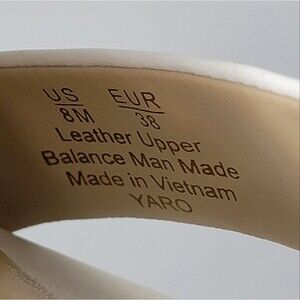 US EUR
8M 38
Leather Upper
Balance Man Made
Made in Vietnam
YARO